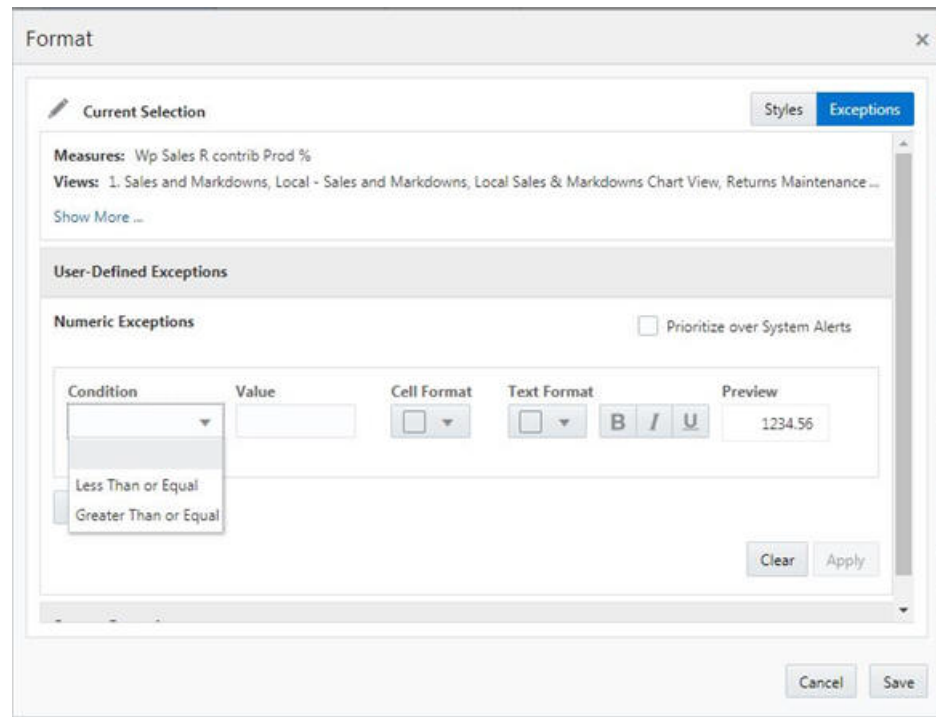 Format
Current Selection
Styles
Exceptions
Measures: Wp Sales R contrib Prod %
Views: 1. Sales and Markdowns, Local - Sales and Markdowns, Local Sales & Markdowns Chart View, Returns Maintenance ...
Show More ...
User-Defined Exceptions
Numeric Exceptions
Prioritize over System Alerts
Condition Value Cell Format Text Format Preview
B I U 1234.56
Less Than or Equal
Greater Than or Equal
Clear Apply
Cancel Save